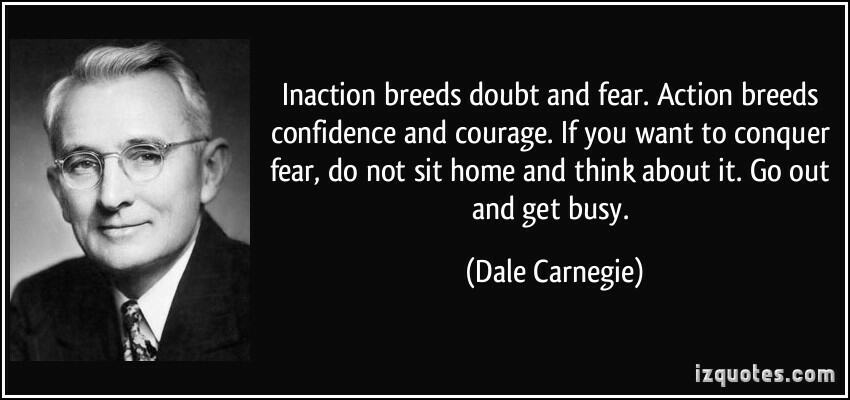 Inaction breeds doubt and fear. Action breeds
confidence and courage. If you want to conquer
fear, do not sit home and think about it. Go out
and get busy.
(Dale Carnegie)
izquotes.com